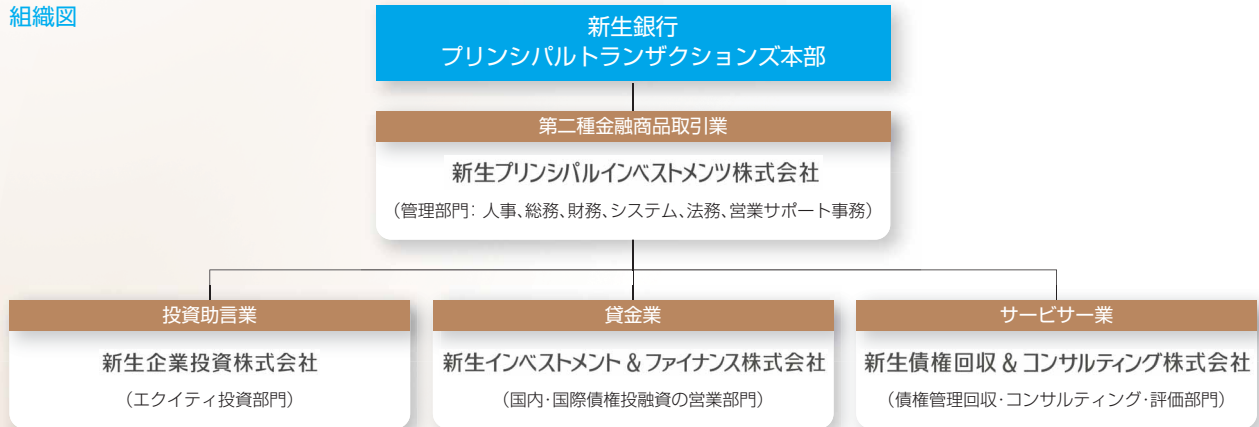 組織図
新生銀行
プリンシパルトランザクションズ本部
第二種金融商品取引業
新生プリンシパルインベストメンツ株式会社
（管理部門：人事、総務、財務、システム、法務、営業サポート事務）
投資助言業
新生企業投資株式会社
（エクイティ投資部門）
貸金業
新生インベストメント＆ファイナンス株式会社
（国内・国際債権投融資の営業部門）
サービサー業
新生債権回収＆コンサルティング株式会社
（債権管理回収・コンサルティング・評価部門）